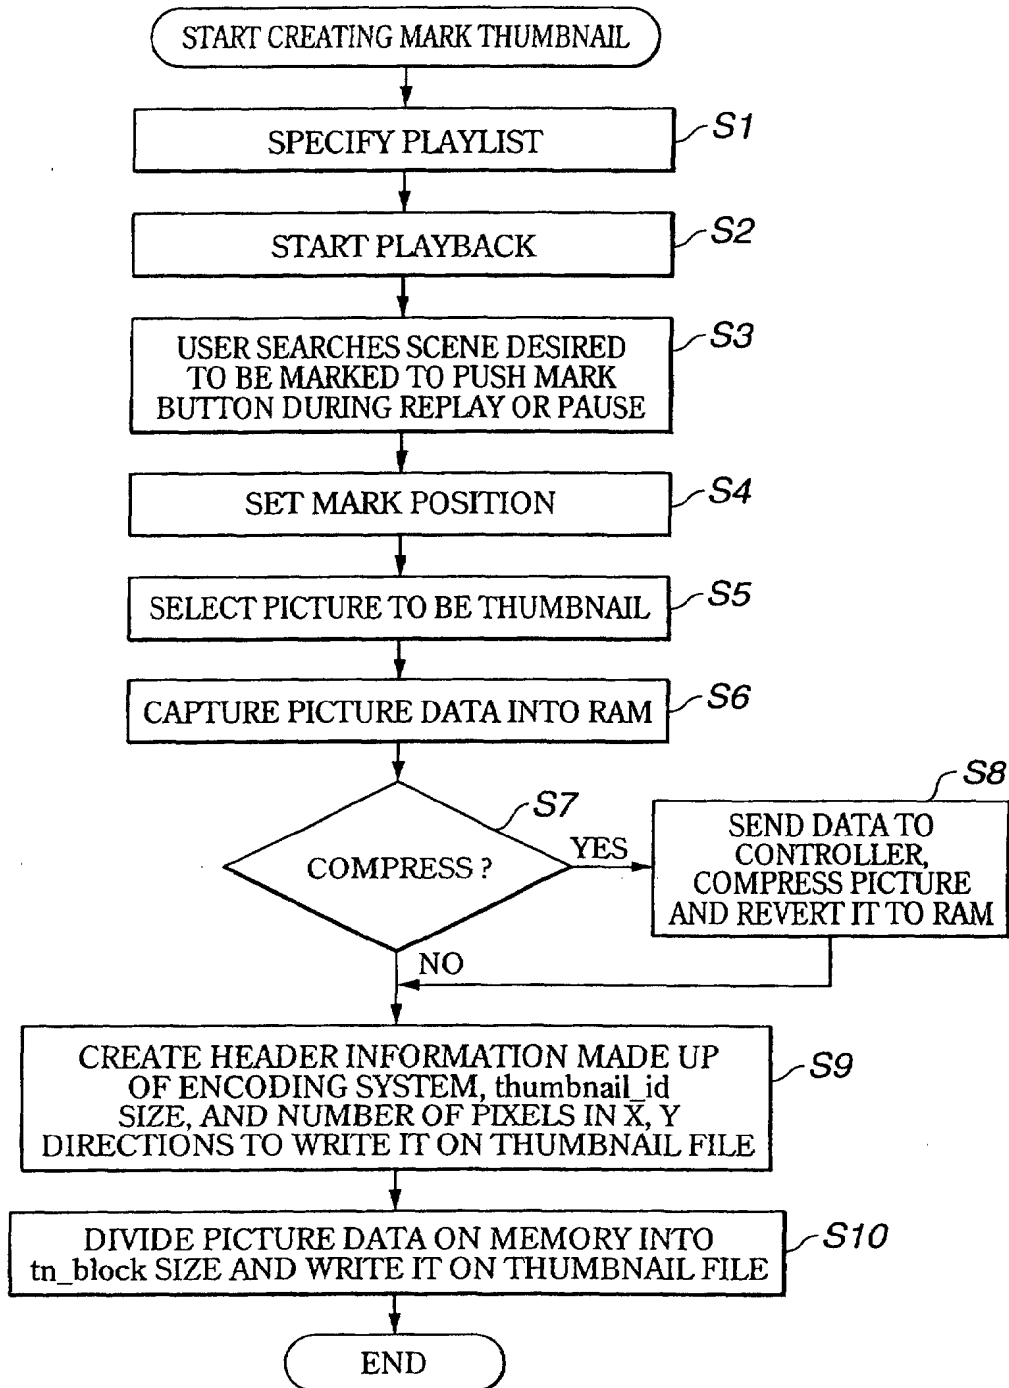 START CREATING MARK THUMBNAIL
SPECIFY PLAYLIST
S1
START PLAYBACK
S2
USER SEARCHES SCENE DESIRED
TO BE MARKED TO PUSH MARK
BUTTON DURING REPLAY OR PAUSE
S3
SET MARK POSITION
S4
SELECT PICTURE TO BE THUMBNAIL
S5
CAPTURE PICTURE DATA INTO RAM
S6
COMPRESS ?
S7
YES
SEND DATA TO
CONTROLLER,
COMPRESS PICTURE
AND REVERT IT TO RAM
S8
NO
CREATE HEADER INFORMATION MADE UP
OF ENCODING SYSTEM, thumbnail_id
SIZE, AND NUMBER OF PIXELS IN X, Y
DIRECTIONS TO WRITE IT ON THUMBNAIL FILE
S9
DIVIDE PICTURE DATA ON MEMORY INTO
tn_block SIZE AND WRITE IT ON THUMBNAIL FILE
S10
END